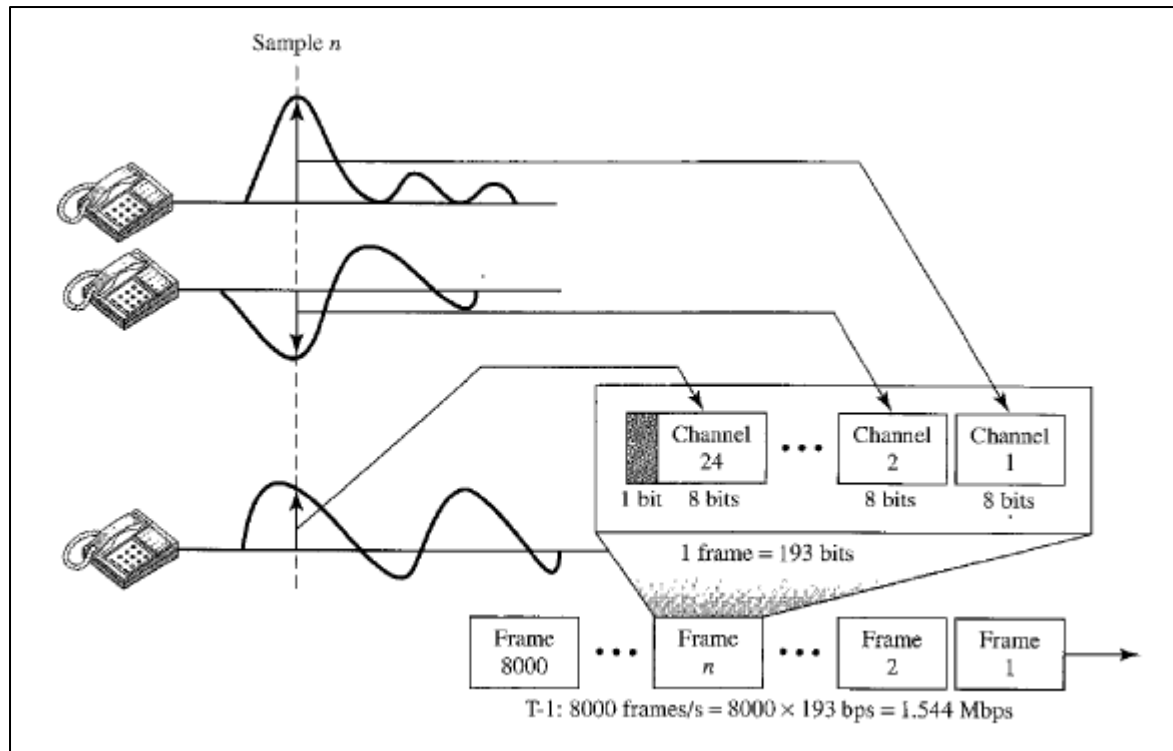 Sample n
Channel
24
•••
Channel
2
Channel
1
1 bit
8 bits
8 bits
8 bits
1 frame = 193 bits
Frame
8000
•••
Frame
n
•••
Frame
2
Frame
1
T-1: 8000 frames/s = 8000 × 193 bps = 1.544 Mbps